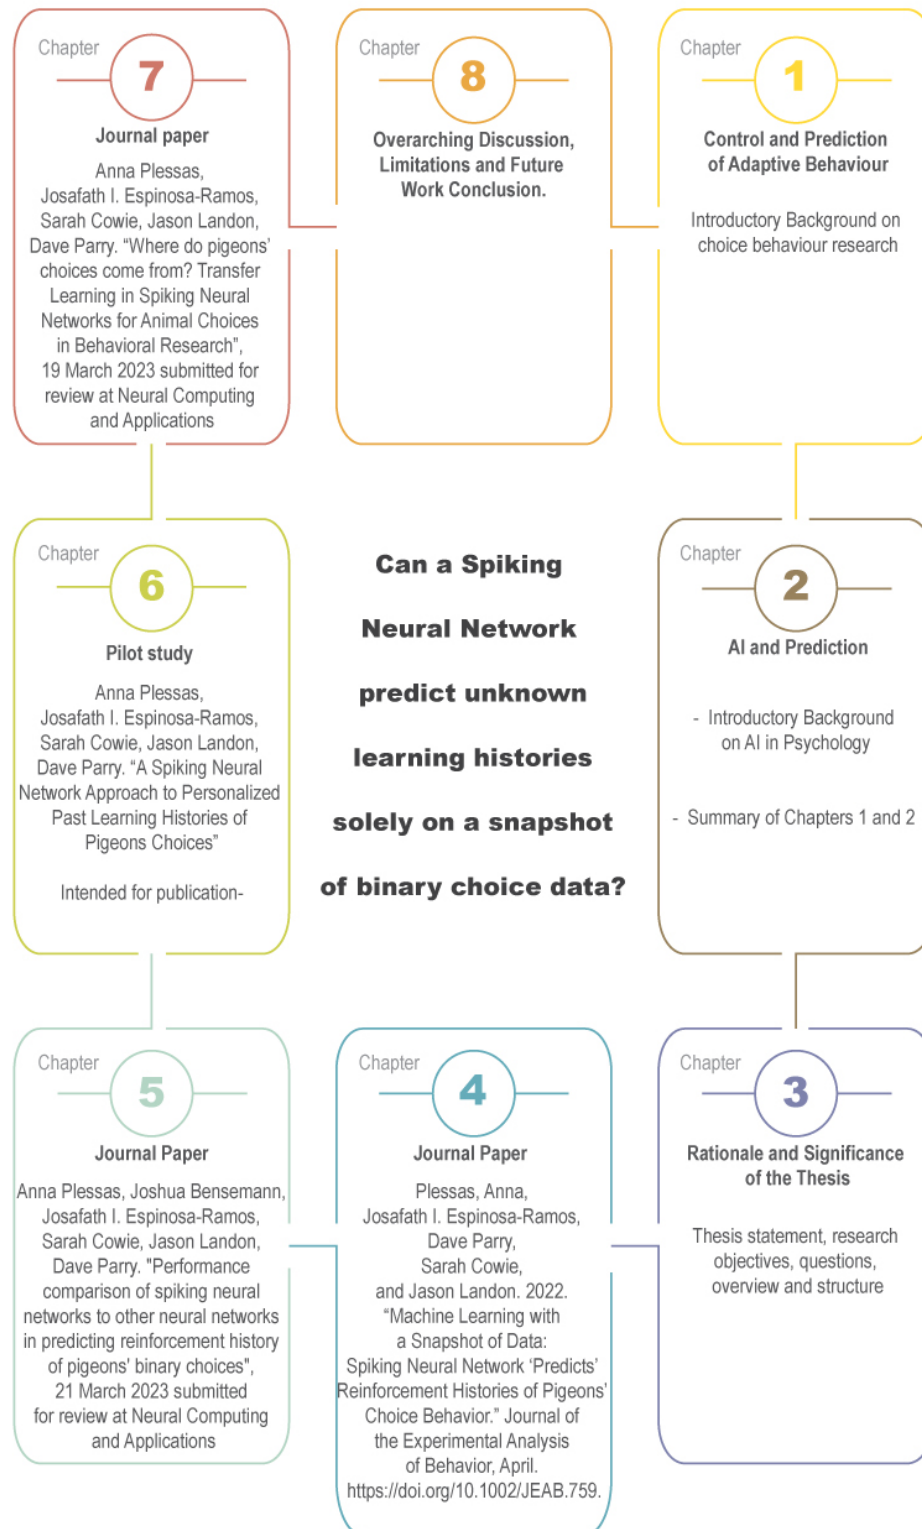 Chapter
7
Journal paper
Anna Plessas,
Josafath I. Espinosa-Ramos,
Sarah Cowie, Jason Landon,
Dave Parry. “Where do pigeons’
choices come from? Transfer
Learning in Spiking Neural
Networks for Animal Choices
in Behavioral Research”,
19 March 2023 submitted for
review at Neural Computing
and Applications
Chapter
8
Overarching Discussion,
Limitations and Future
Work Conclusion.
Chapter
1
Control and Prediction
of Adaptive Behaviour
Introductory Background on
choice behaviour research
Chapter
6
Pilot study
Anna Plessas,
Josafath I. Espinosa-Ramos,
Sarah Cowie, Jason Landon,
Dave Parry. “A Spiking Neural
Network Approach to Personalized
Past Learning Histories of
Pigeons Choices”
Intended for publication-
Can a Spiking
Neural Network
predict unknown
learning histories
solely on a snapshot
of binary choice data?
Chapter
2
AI and Prediction
- Introductory Background
on AI in Psychology
- Summary of Chapters 1 and 2
Chapter
5
Journal Paper
Anna Plessas, Joshua Bensemann,
Josafath I. Espinosa-Ramos,
Sarah Cowie, Jason Landon,
Dave Parry. "Performance
comparison of spiking neural
networks to other neural networks
in predicting reinforcement history
of pigeons' binary choices",
21 March 2023 submitted
for review at Neural Computing
and Applications
Chapter
4
Journal Paper
Plessas, Anna,
Josafath I. Espinosa-Ramos,
Dave Parry,
Sarah Cowie,
and Jason Landon. 2022.
“Machine Learning with
a Snapshot of Data:
Spiking Neural Network ‘Predicts’
Reinforcement Histories of Pigeons’
Choice Behavior.” Journal of
the Experimental Analysis
of Behavior, April.
https://doi.org/10.1002/JEAB.759.
Chapter
3
Rationale and Significance
of the Thesis
Thesis statement, research
objectives, questions,
overview and structure